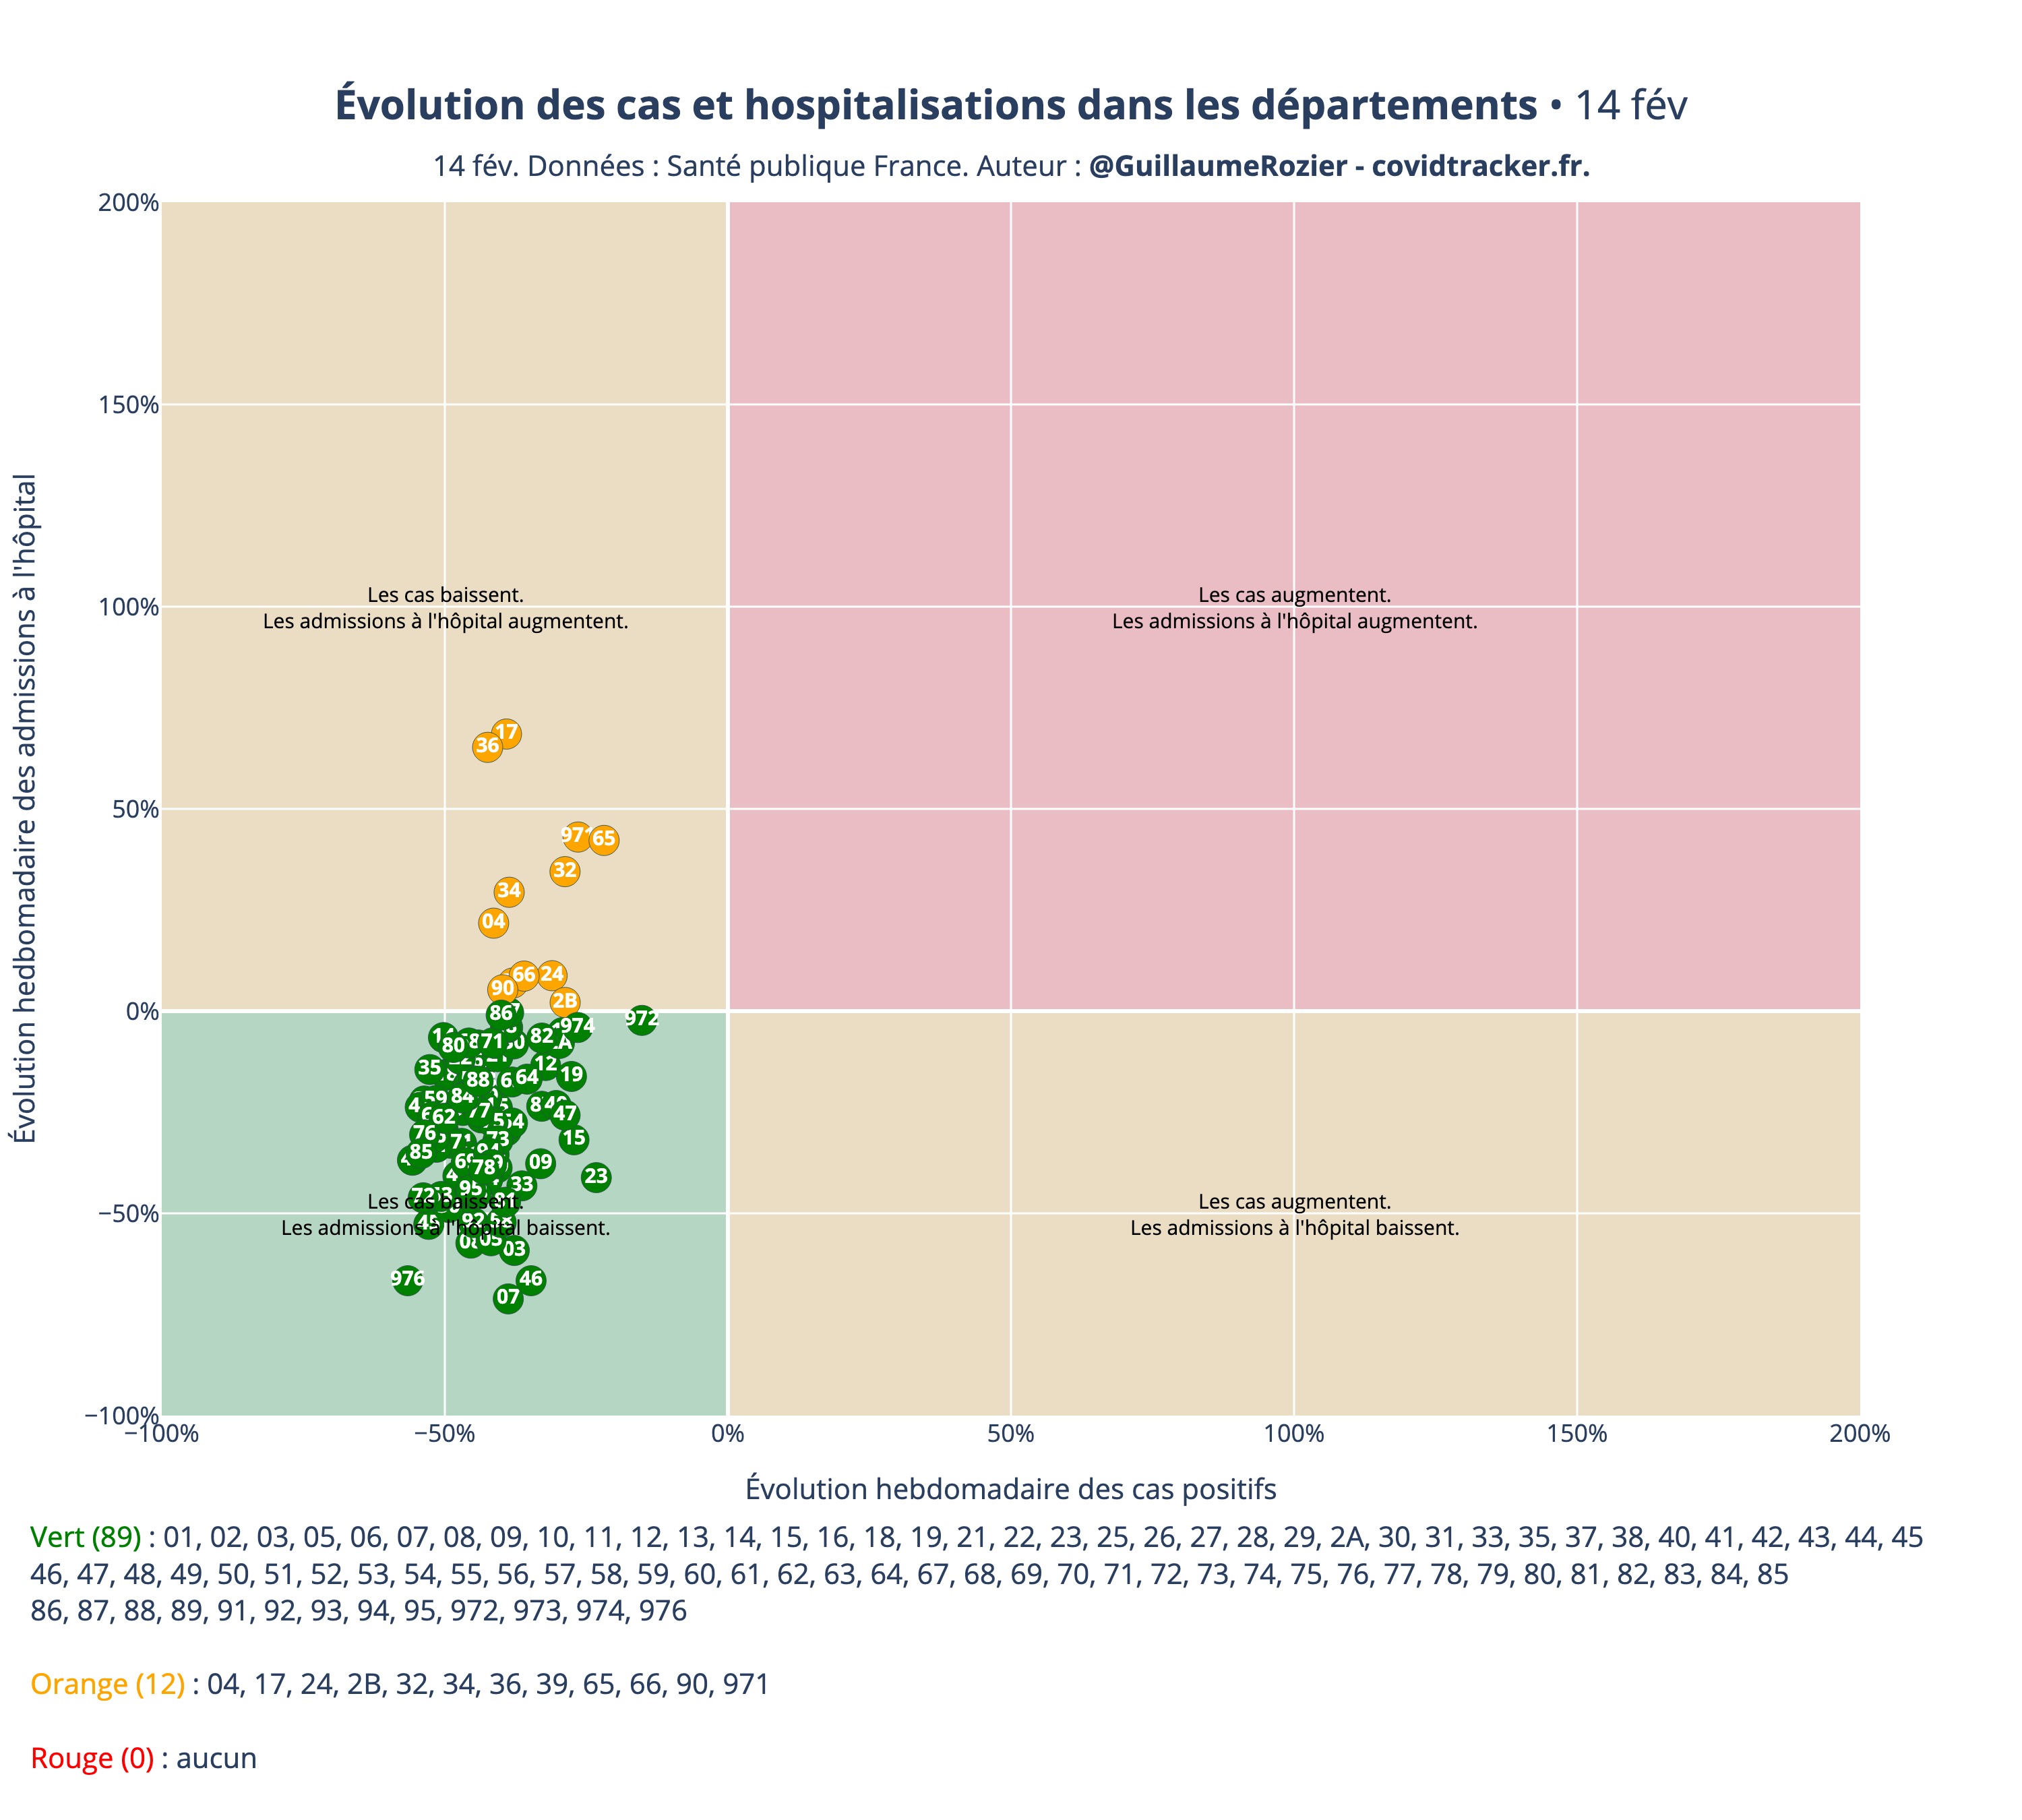 Évolution des cas et hospitalisations dans les départements • 14 fév
14 fév. Données : Santé publique France. Auteur : @GuillaumeRozier - covidtracker.fr.
200%
150%
100%
50%
0%
−50%
−100%
Évolution hedbomadaire des admissions à l'hôpital
Les cas baissent.
Les admissions à l'hôpital augmentent.
Les cas augmentent.
Les admissions à l'hôpital augmentent.
17
36
65
32
34
04
66
24
90
2B
86
972
974
82
80
71
35
12
19
88
64
59
84
47
62
76
15
73
85
78
09
23
33
95
72
Les cas baissent.
Les admissions à l'hôpital baissent.
Les cas augmentent.
Les admissions à l'hôpital baissent.
05
03
976
46
07
−100%
−50%
0%
50%
100%
150%
200%
Évolution hebdomadaire des cas positifs
Vert (89) : 01, 02, 03, 05, 06, 07, 08, 09, 10, 11, 12, 13, 14, 15, 16, 18, 19, 21, 22, 23, 25, 26, 27, 28, 29, 2A, 30, 31, 33, 35, 37, 38, 40, 41, 42, 43, 44, 45
46, 47, 48, 49, 50, 51, 52, 53, 54, 55, 56, 57, 58, 59, 60, 61, 62, 63, 64, 67, 68, 69, 70, 71, 72, 73, 74, 75, 76, 77, 78, 79, 80, 81, 82, 83, 84, 85
86, 87, 88, 89, 91, 92, 93, 94, 95, 972, 973, 974, 976
Orange (12) : 04, 17, 24, 2B, 32, 34, 36, 39, 65, 66, 90, 971
Rouge (0) : aucun